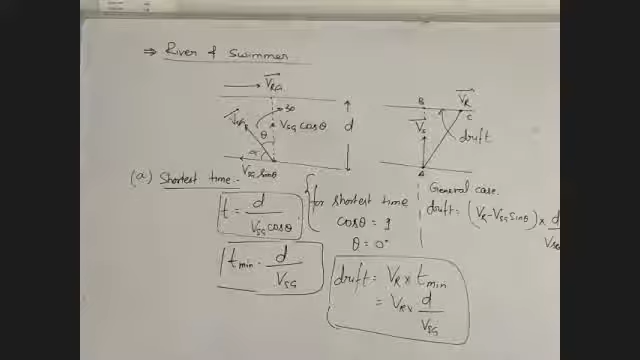 ⇒ River & Swimmer
V_RG
30
V_SG cosθ
θ
α
V_SG sinθ
d
B
V_R
C
V_S
drift
A
(a) Shortest time:-
t = d / V_SG cosθ
t_min = d / V_SG
for shortest time
cosθ = 1
θ = 0°
General case.
drift = (V_R - V_SG sinθ) × d
drift = V_R × t_min
= V_R × d / V_SG